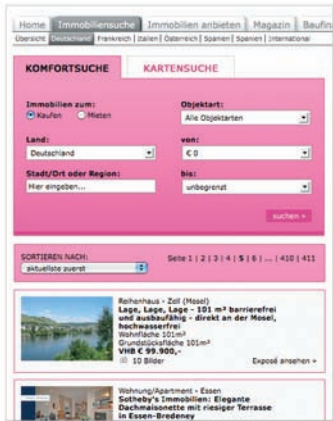 Home Immobiliensuche Immobilien anbieten Magazin Baufin
Übersicht Deutschland Frankreich | Italien | Österreich | Spanien | Spanien | International
KOMFORTSUCHE KARTENSUCHE
Immobilien zum: Objektart:
Kaufen Mieten Alle Objektarten
Land: von:
Deutschland € 0
Stadt/Ort oder Region: bis:
Hier eingeben... unbegrenzt
suchen »
SORTIEREN NACH: Seite 1 | 2 | 3 | 4 | 5 | 6 | ... | 410 | 411
aktuellste zuerst
Reihenhaus - Zell (Mosel)
Lage, Lage, Lage - 101 m² barrierefrei
und ausbaufähig - direkt an der Mosel,
hochwasserfrei
Wohnfläche 101m²
Grundstücksfläche 101m²
VHB € 99.900,-
10 Bilder Exposé ansehen »
Wohnung/Apartment - Essen
Sotheby's Immobilien: Elegante
Dachmaisonette mit riesiger Terrasse
in Essen-Bredeney